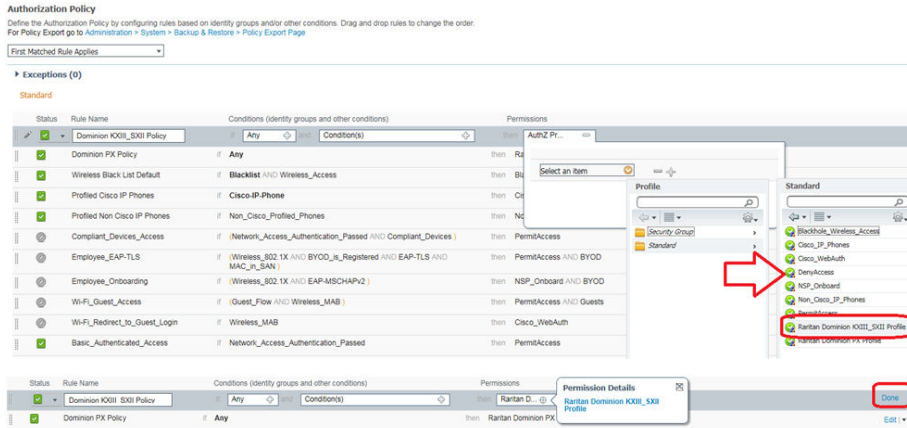 Authorization Policy
Define the Authorization Policy by configuring rules based on identity groups and/or other conditions. Drag and drop rules to change the order.
For Policy Export go to Administration > System > Backup & Restore > Policy Export Page
First Matched Rule Applies
Exceptions (0)
Standard
Status Rule Name Conditions (identity groups and other conditions) Permissions
Dominion KXIII_SXII Policy if Any and Condition(s) then AuthZ Pr...
Dominion PX Policy if Any then Ra
Wireless Black List Default if Blacklist AND Wireless_Access then Bla
Profiled Cisco IP Phones if Cisco-IP-Phone then Cis
Profiled Non Cisco IP Phones if Non_Cisco_Profiled_Phones then No
Compliant_Devices_Access if (Network_Access_Authentication_Passed AND Compliant_Devices ) then PermitAccess
Employee_EAP-TLS if (Wireless_802.1X AND BYOD_is_Registered AND EAP-TLS AND
MAC_in_SAN ) then PermitAccess AND BYOD
Employee_Onboarding if (Wireless_802.1X AND EAP-MSCHAPv2 ) then NSP_Onboard AND BYOD
Wi-Fi_Guest_Access if (Guest_Flow AND Wireless_MAB ) then PermitAccess AND Guests
Wi-Fi_Redirect_to_Guest_Login if Wireless_MAB then Cisco_WebAuth
Basic_Authenticated_Access if Network_Access_Authentication_Passed then PermitAccess
Select an item
Profile
Security Group
Standard
Standard
Blackhole_Wireless_Access
Cisco_IP_Phones
Cisco_WebAuth
DenyAccess
NSP_Onboard
Non_Cisco_IP_Phones
PermitAccess
Raritan Dominion KXIII_SXII Profile
Raritan Dominion PX Profile
Status Rule Name Conditions (identity groups and other conditions) Permissions
Dominion KXIII SXII Policy if Any and Condition(s) then Raritan D...
Permission Details
Raritan Dominion KXIII_SXII
Profile
Done
Dominion PX Policy if Any then Raritan Dominion PX
Edit